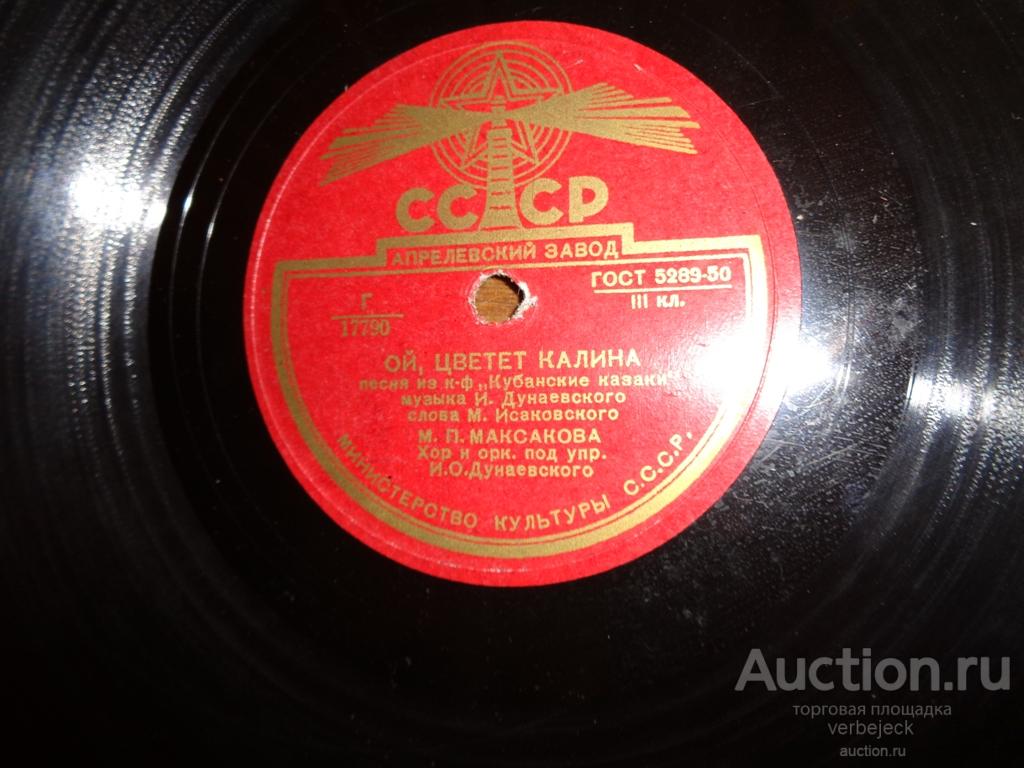 СССР
АПРЕЛЕВСКИЙ ЗАВОД
ГОСТ 5289-50
III кл.
Г
17790
ОЙ, ЦВЕТЕТ КАЛИНА
песня из к-ф „Кубанские казаки"
музыка И. Дунаевского
слова М. Исаковского
М. П. МАКСАКОВА
Хор и орк. под упр.
И.О.Дунаевского
МИНИСТЕРСТВО КУЛЬТУРЫ С.С.С.Р.
Auction.ru
торговая площадка
verbejeck
auction.ru